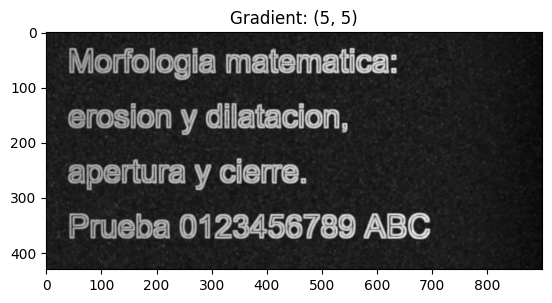 Gradient: (5, 5)
0
Morfologia matematica:
100
erosion y dilatacion,
200
apertura y cierre.
300
Prueba 0123456789 ABC
400
0 100 200 300 400 500 600 700 800